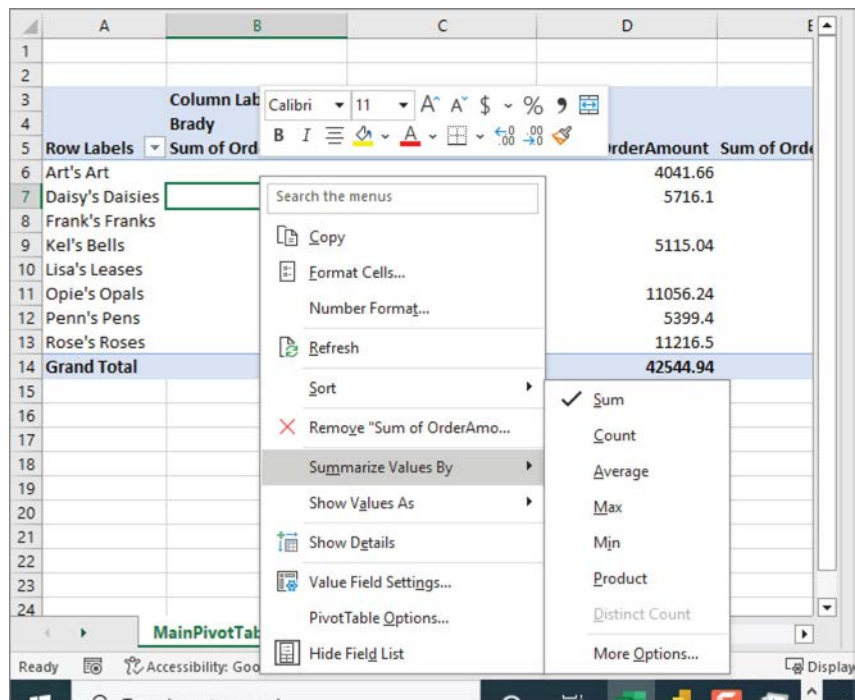 A B C D E
1
2
3 Column Lab
4 Brady
5 Row Labels Sum of Ord rderAmount Sum of Orde
Calibri 11 A A $ % 9
B I A .00 .00
6 Art's Art 4041.66
7 Daisy's Daisies 5716.1
8 Frank's Franks
9 Kel's Bells 5115.04
10 Lisa's Leases
11 Opie's Opals 11056.24
12 Penn's Pens 5399.4
13 Rose's Roses 11216.5
14 Grand Total 42544.94
15
16
17
18
19
20
21
22
23
24
Search the menus
Copy
Format Cells...
Number Format...
Refresh
Sort
Remove "Sum of OrderAmo...
Summarize Values By
Show Values As
Show Details
Value Field Settings...
PivotTable Options...
Hide Field List
Sum
Count
Average
Max
Min
Product
Distinct Count
More Options...
MainPivotTab
Ready Accessibility: Goo Display